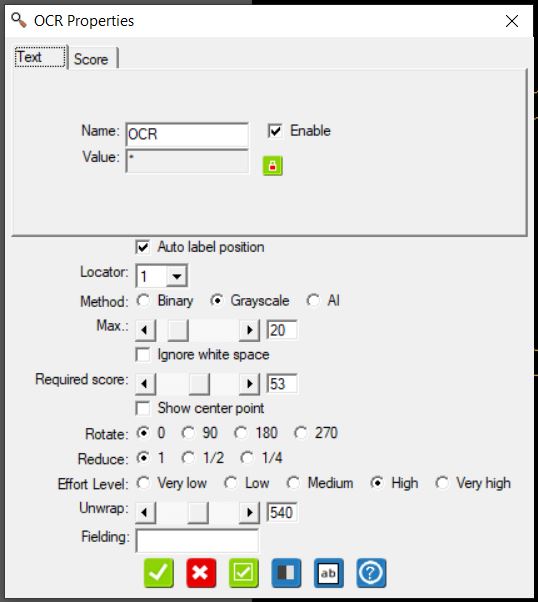 OCR Properties
Text Score
Name: OCR Enable
Value: *
Auto label position
Locator: 1
Method: Binary Grayscale AI
Max.: 20
Ignore white space
Required score: 53
Show center point
Rotate: 0 90 180 270
Reduce: 1 1/2 1/4
Effort Level: Very low Low Medium High Very high
Unwrap: 540
Fielding:
ab ?